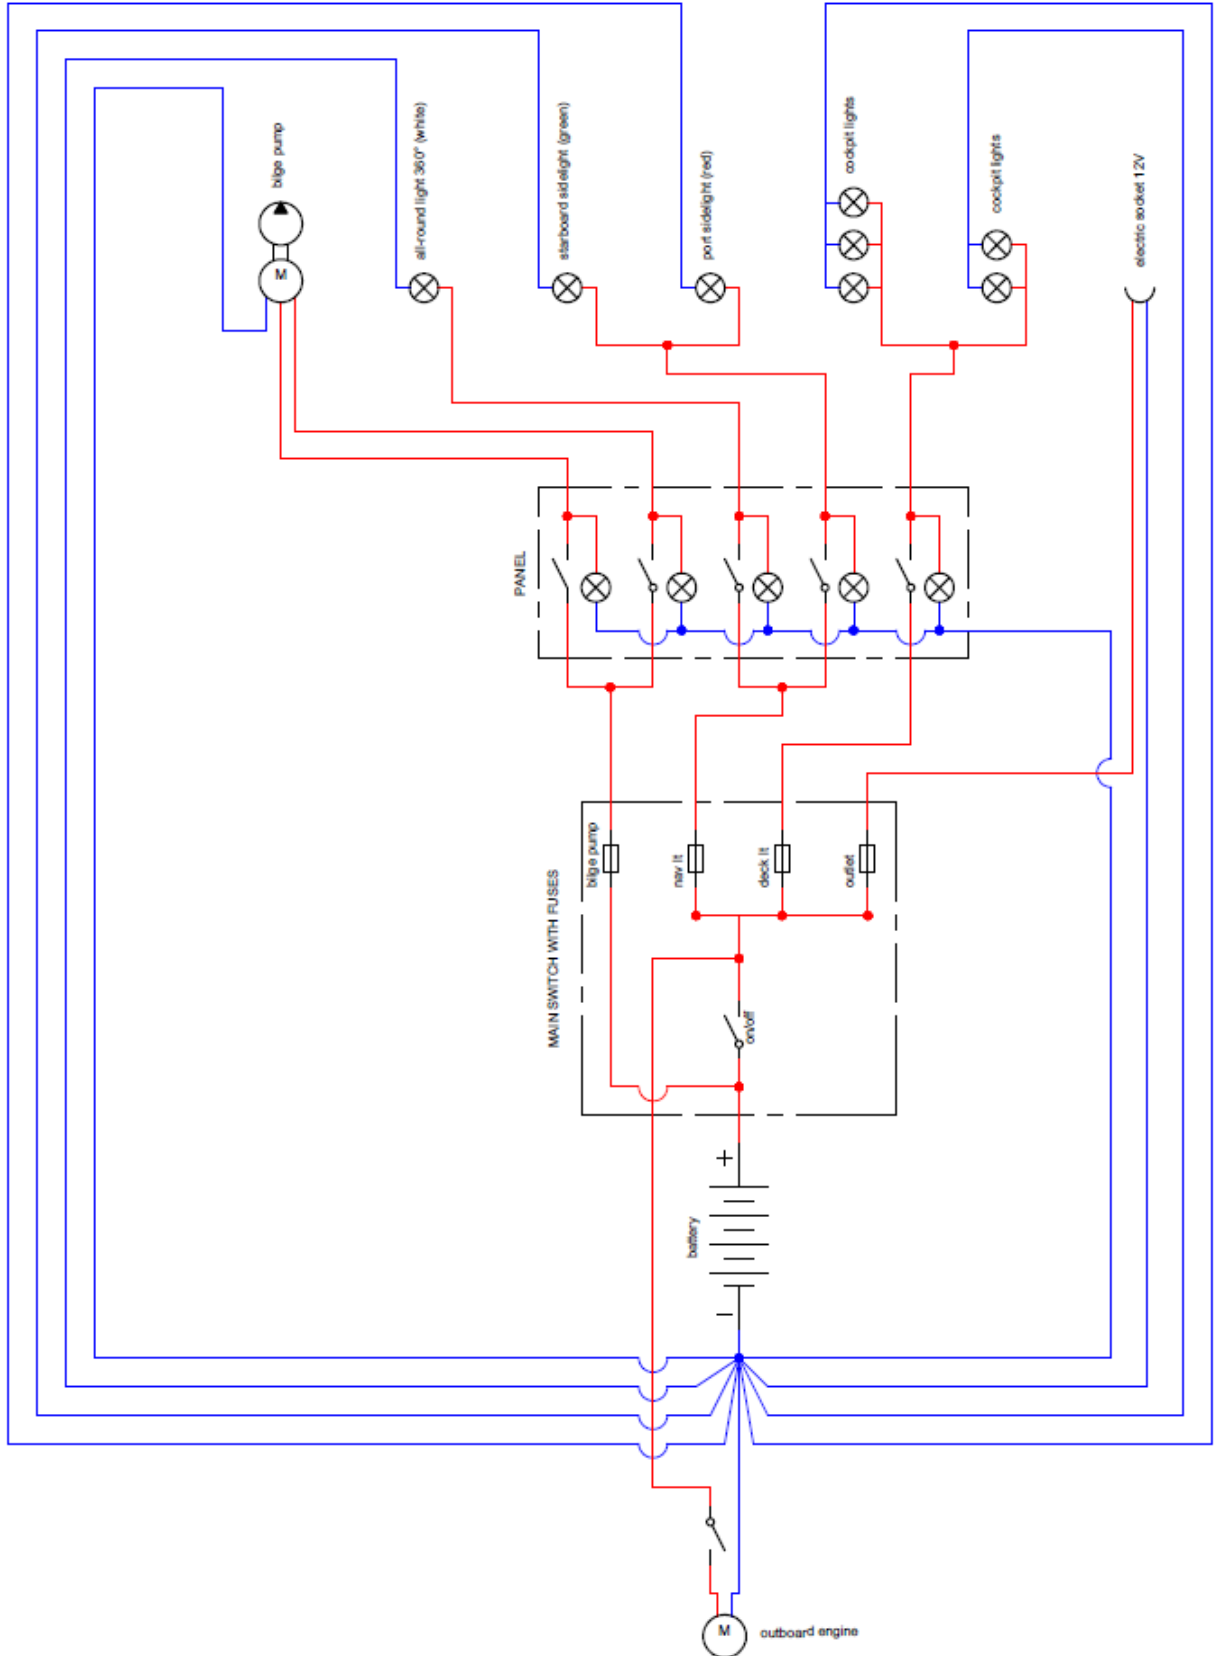 bilge pump
all-round light 360° (white)
starboard sidelight (green)
port sidelight (red)
cockpit lights
cockpit lights
electric socket 12V
M
PANEL
MAIN SWITCH WITH FUSES
bilge pump
nav lt
deck lt
outlet
on/off
+
battery
−
M
outboard engine